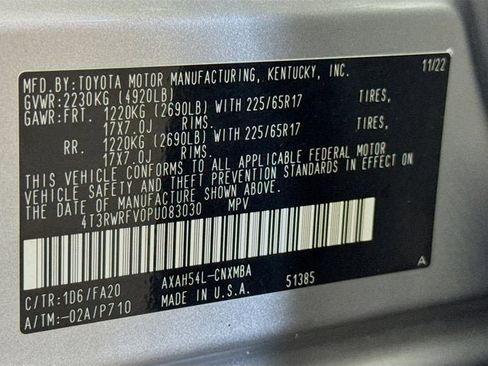 MFD.BY:TOYOTA MOTOR MANUFACTURING, KENTUCKY, INC. 11/22
GVWR:2230KG (4920LB)
GAWR:FRT. 1220KG (2690LB) WITH 225/65R17 TIRES,
17X7.0J RIMS.
RR. 1220KG (2690LB) WITH 225/65R17 TIRES,
17X7.0J RIMS.
THIS VEHICLE CONFORMS TO ALL APPLICABLE FEDERAL MOTOR
VEHICLE SAFETY AND THEFT PREVENTION STANDARDS IN EFFECT ON
THE DATE OF MANUFACTURE SHOWN ABOVE.
4T3RWRFV0PU083030 MPV
C/TR:1D6/FA20 AXAH54L-CNXMBA 51385
A/TM:-02A/P710 MADE IN U.S.A. A